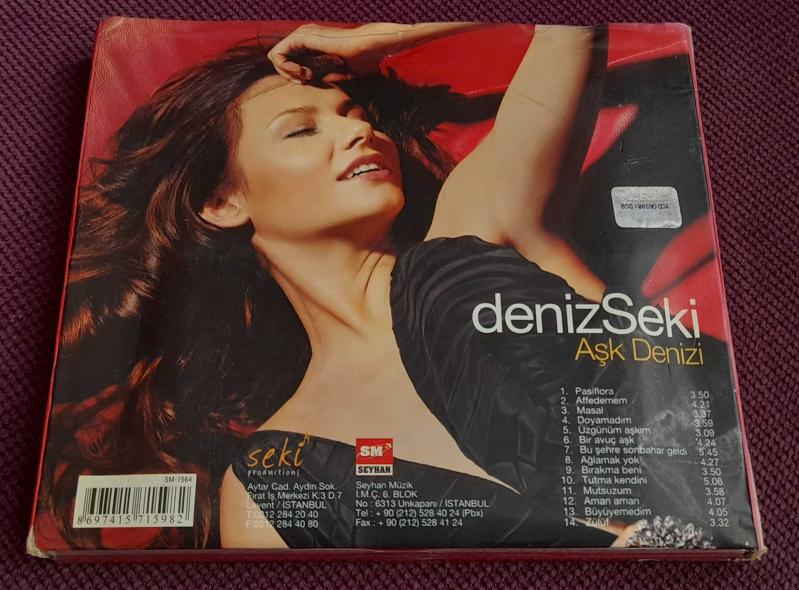 YCD D65981 DGB
denizSeki
Aşk Denizi
1. Pasiflora 3.50
2. Affedemem 4.21
3. Masal 3.37
4. Doyamadım 3.59
5. Üzgünüm aşkım 3.09
6. Bir avuç aşk 4.24
7. Bu şehre sonbahar geldi 5.45
8. Ağlamak yok 4.27
9. Bırakma beni 3.50
10. Tutma kendini 5.06
11. Mutsuzum 3.58
12. Aman aman 4.07
13. Büyüyemedim 4.05
14. Zülüf 3.32
seki
productions
Aytar Cad. Aydın Sok.
Fırat İş Merkezi K.3 D.7
Levent / İSTANBUL
T:0212 284 20 40
F:0212 284 40 80
SM
SEYHAN
Seyhan Müzik
İ.M.Ç. 6. BLOK
No : 6313 Unkapanı / İSTANBUL
Tel : + 90 (212) 528 40 24 (Pbx)
Fax : + 90 (212) 528 41 24
SM-1564
8697415715982